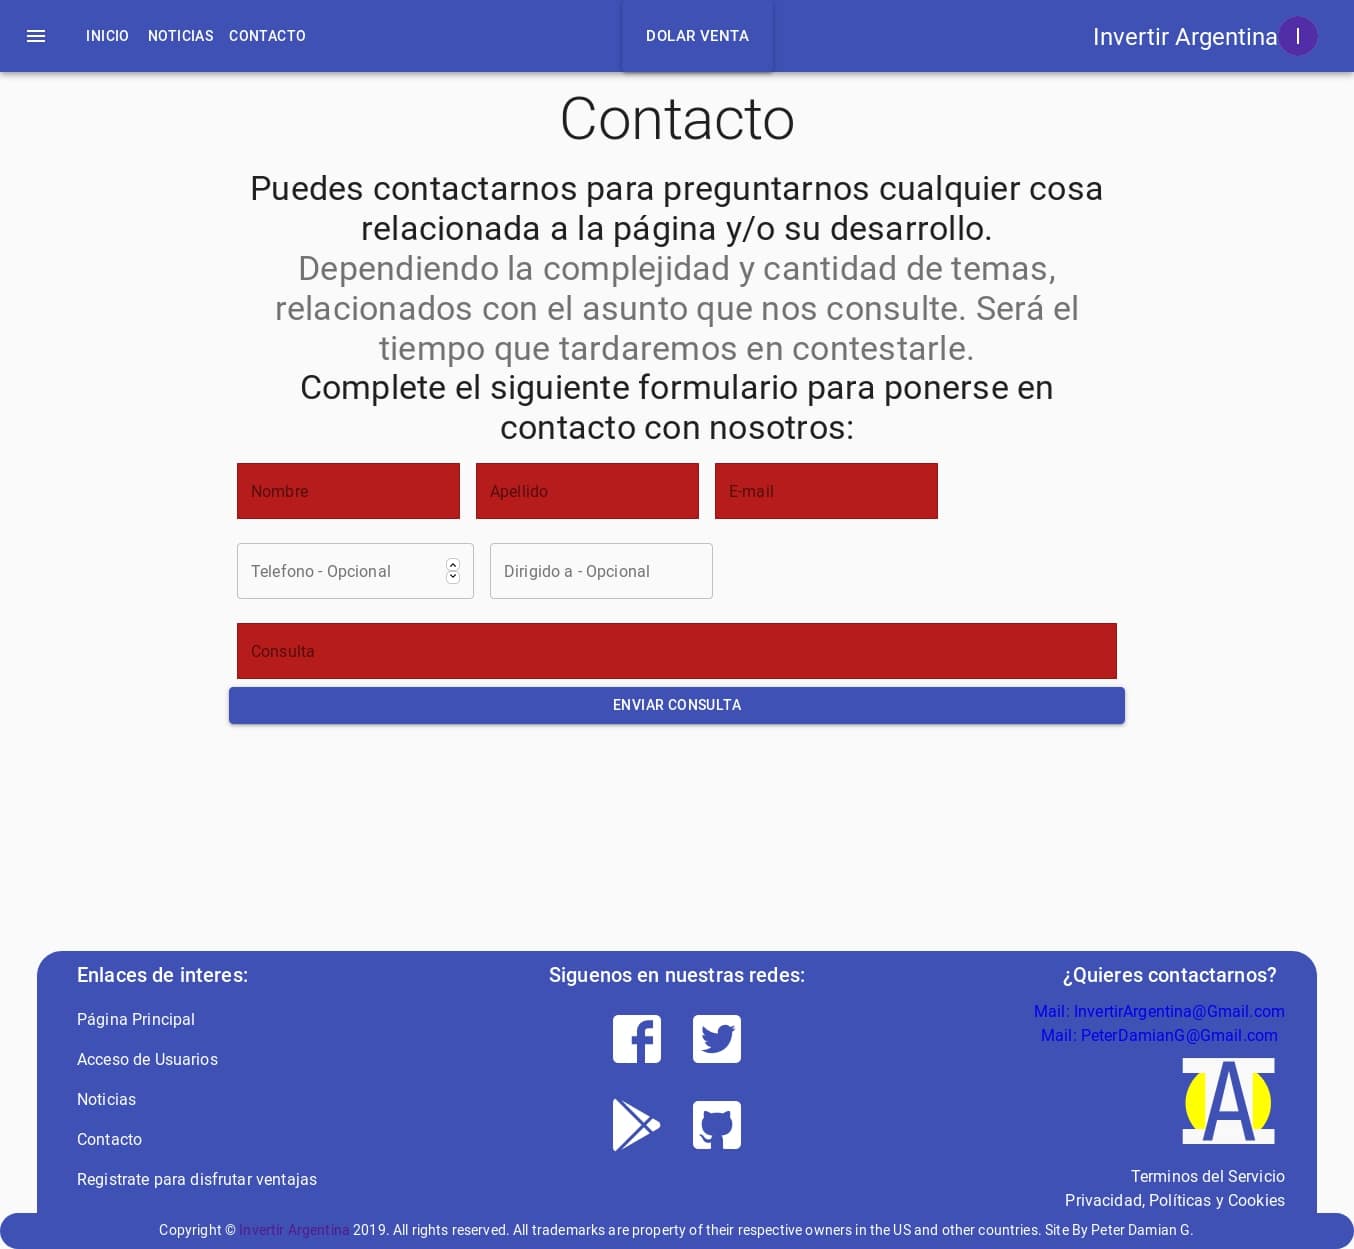 INICIO NOTICIAS CONTACTO DOLAR VENTA Invertir Argentina I
Contacto
Puedes contactarnos para preguntarnos cualquier cosa
relacionada a la página y/o su desarrollo.
Dependiendo la complejidad y cantidad de temas,
relacionados con el asunto que nos consulte. Será el
tiempo que tardaremos en contestarle.
Complete el siguiente formulario para ponerse en
contacto con nosotros:
Nombre Apellido E-mail
Telefono - Opcional Dirigido a - Opcional
Consulta
ENVIAR CONSULTA
Enlaces de interes:
Página Principal
Acceso de Usuarios
Noticias
Contacto
Registrate para disfrutar ventajas
Siguenos en nuestras redes:
¿Quieres contactarnos?
Mail: InvertirArgentina@Gmail.com
Mail: PeterDamianG@Gmail.com
IA
Terminos del Servicio
Privacidad, Políticas y Cookies
Copyright © Invertir Argentina 2019. All rights reserved. All trademarks are property of their respective owners in the US and other countries. Site By Peter Damian G.